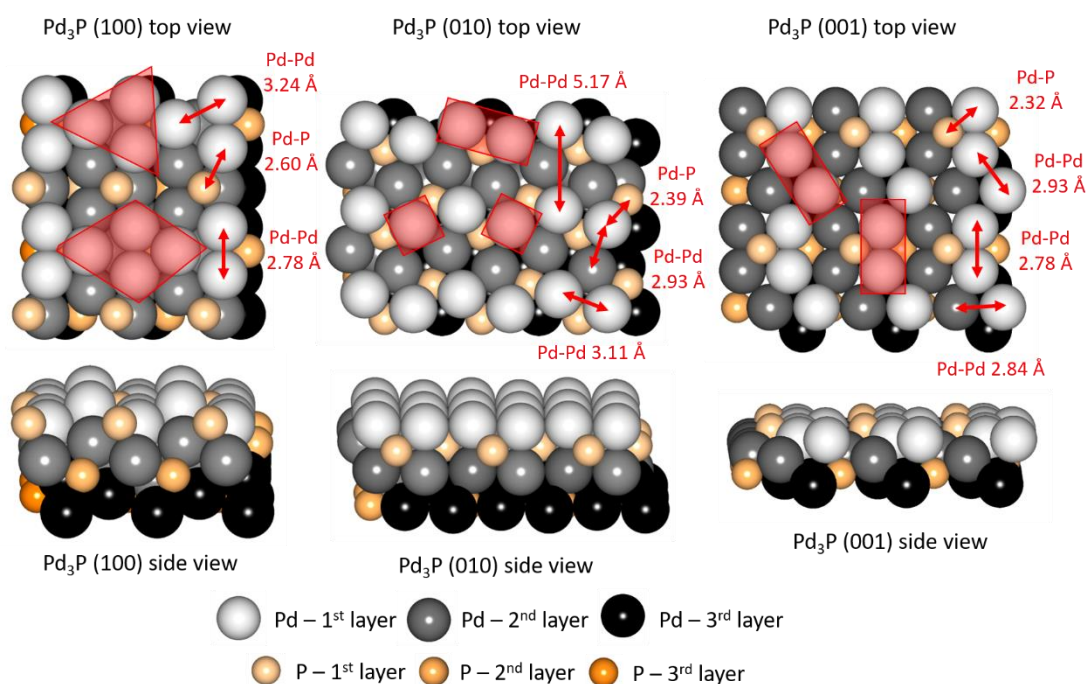 Pd₃P (100) top view
Pd-Pd
3.24 Å
Pd-P
2.60 Å
Pd-Pd
2.78 Å
Pd₃P (010) top view
Pd-Pd 5.17 Å
Pd-P
2.39 Å
Pd-Pd
2.93 Å
Pd-Pd 3.11 Å
Pd₃P (001) top view
Pd-P
2.32 Å
Pd-Pd
2.93 Å
Pd-Pd
2.78 Å
Pd-Pd 2.84 Å
Pd₃P (100) side view
Pd₃P (010) side view
Pd₃P (001) side view
Pd – 1ˢᵗ layer
Pd – 2ⁿᵈ layer
Pd – 3ʳᵈ layer
P – 1ˢᵗ layer
P – 2ⁿᵈ layer
P – 3ʳᵈ layer